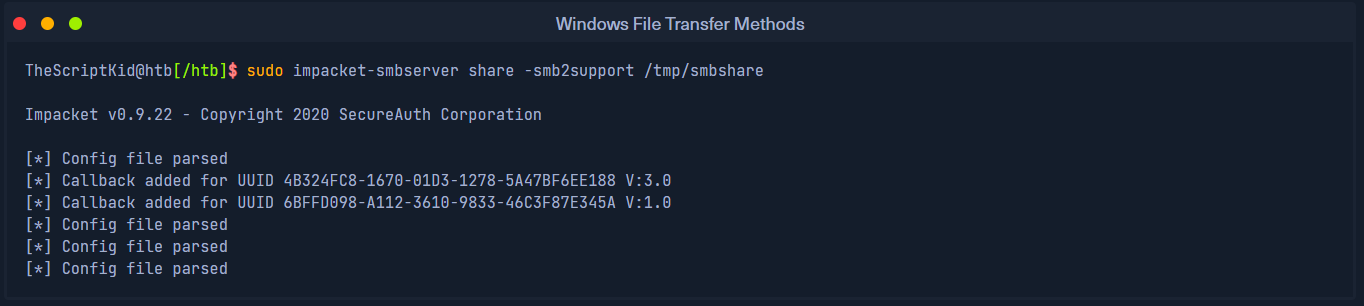 Windows File Transfer Methods
TheScriptKid@htb[/htb]$ sudo impacket-smbserver share -smb2support /tmp/smbshare
Impacket v0.9.22 - Copyright 2020 SecureAuth Corporation
[*] Config file parsed
[*] Callback added for UUID 4B324FC8-1670-01D3-1278-5A47BF6EE188 V:3.0
[*] Callback added for UUID 6BFFD098-A112-3610-9833-46C3F87E345A V:1.0
[*] Config file parsed
[*] Config file parsed
[*] Config file parsed